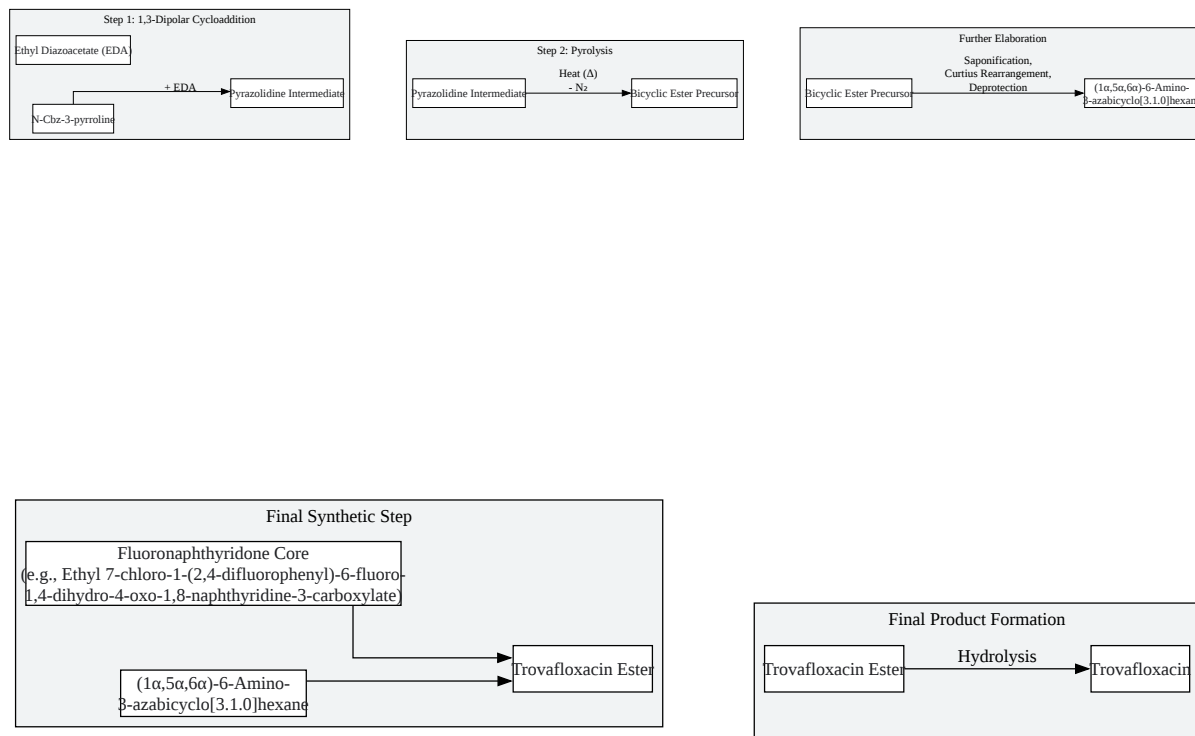 Step 1: 1,3-Dipolar Cycloaddition
Ethyl Diazoacetate (EDA)
+ EDA
Pyrazolidine Intermediate
N-Cbz-3-pyrroline
Step 2: Pyrolysis
Heat (Δ)
- N₂
Pyrazolidine Intermediate
Bicyclic Ester Precursor
Further Elaboration
Saponification,
Curtius Rearrangement,
Deprotection
Bicyclic Ester Precursor
(1α,5α,6α)-6-Amino-
3-azabicyclo[3.1.0]hexane
Final Synthetic Step
Fluoronaphthyridone Core
(e.g., Ethyl 7-chloro-1-(2,4-difluorophenyl)-6-fluoro-
1,4-dihydro-4-oxo-1,8-naphthyridine-3-carboxylate)
Trovafloxacin Ester
(1α,5α,6α)-6-Amino-
3-azabicyclo[3.1.0]hexane
Final Product Formation
Trovafloxacin Ester
Hydrolysis
Trovafloxacin